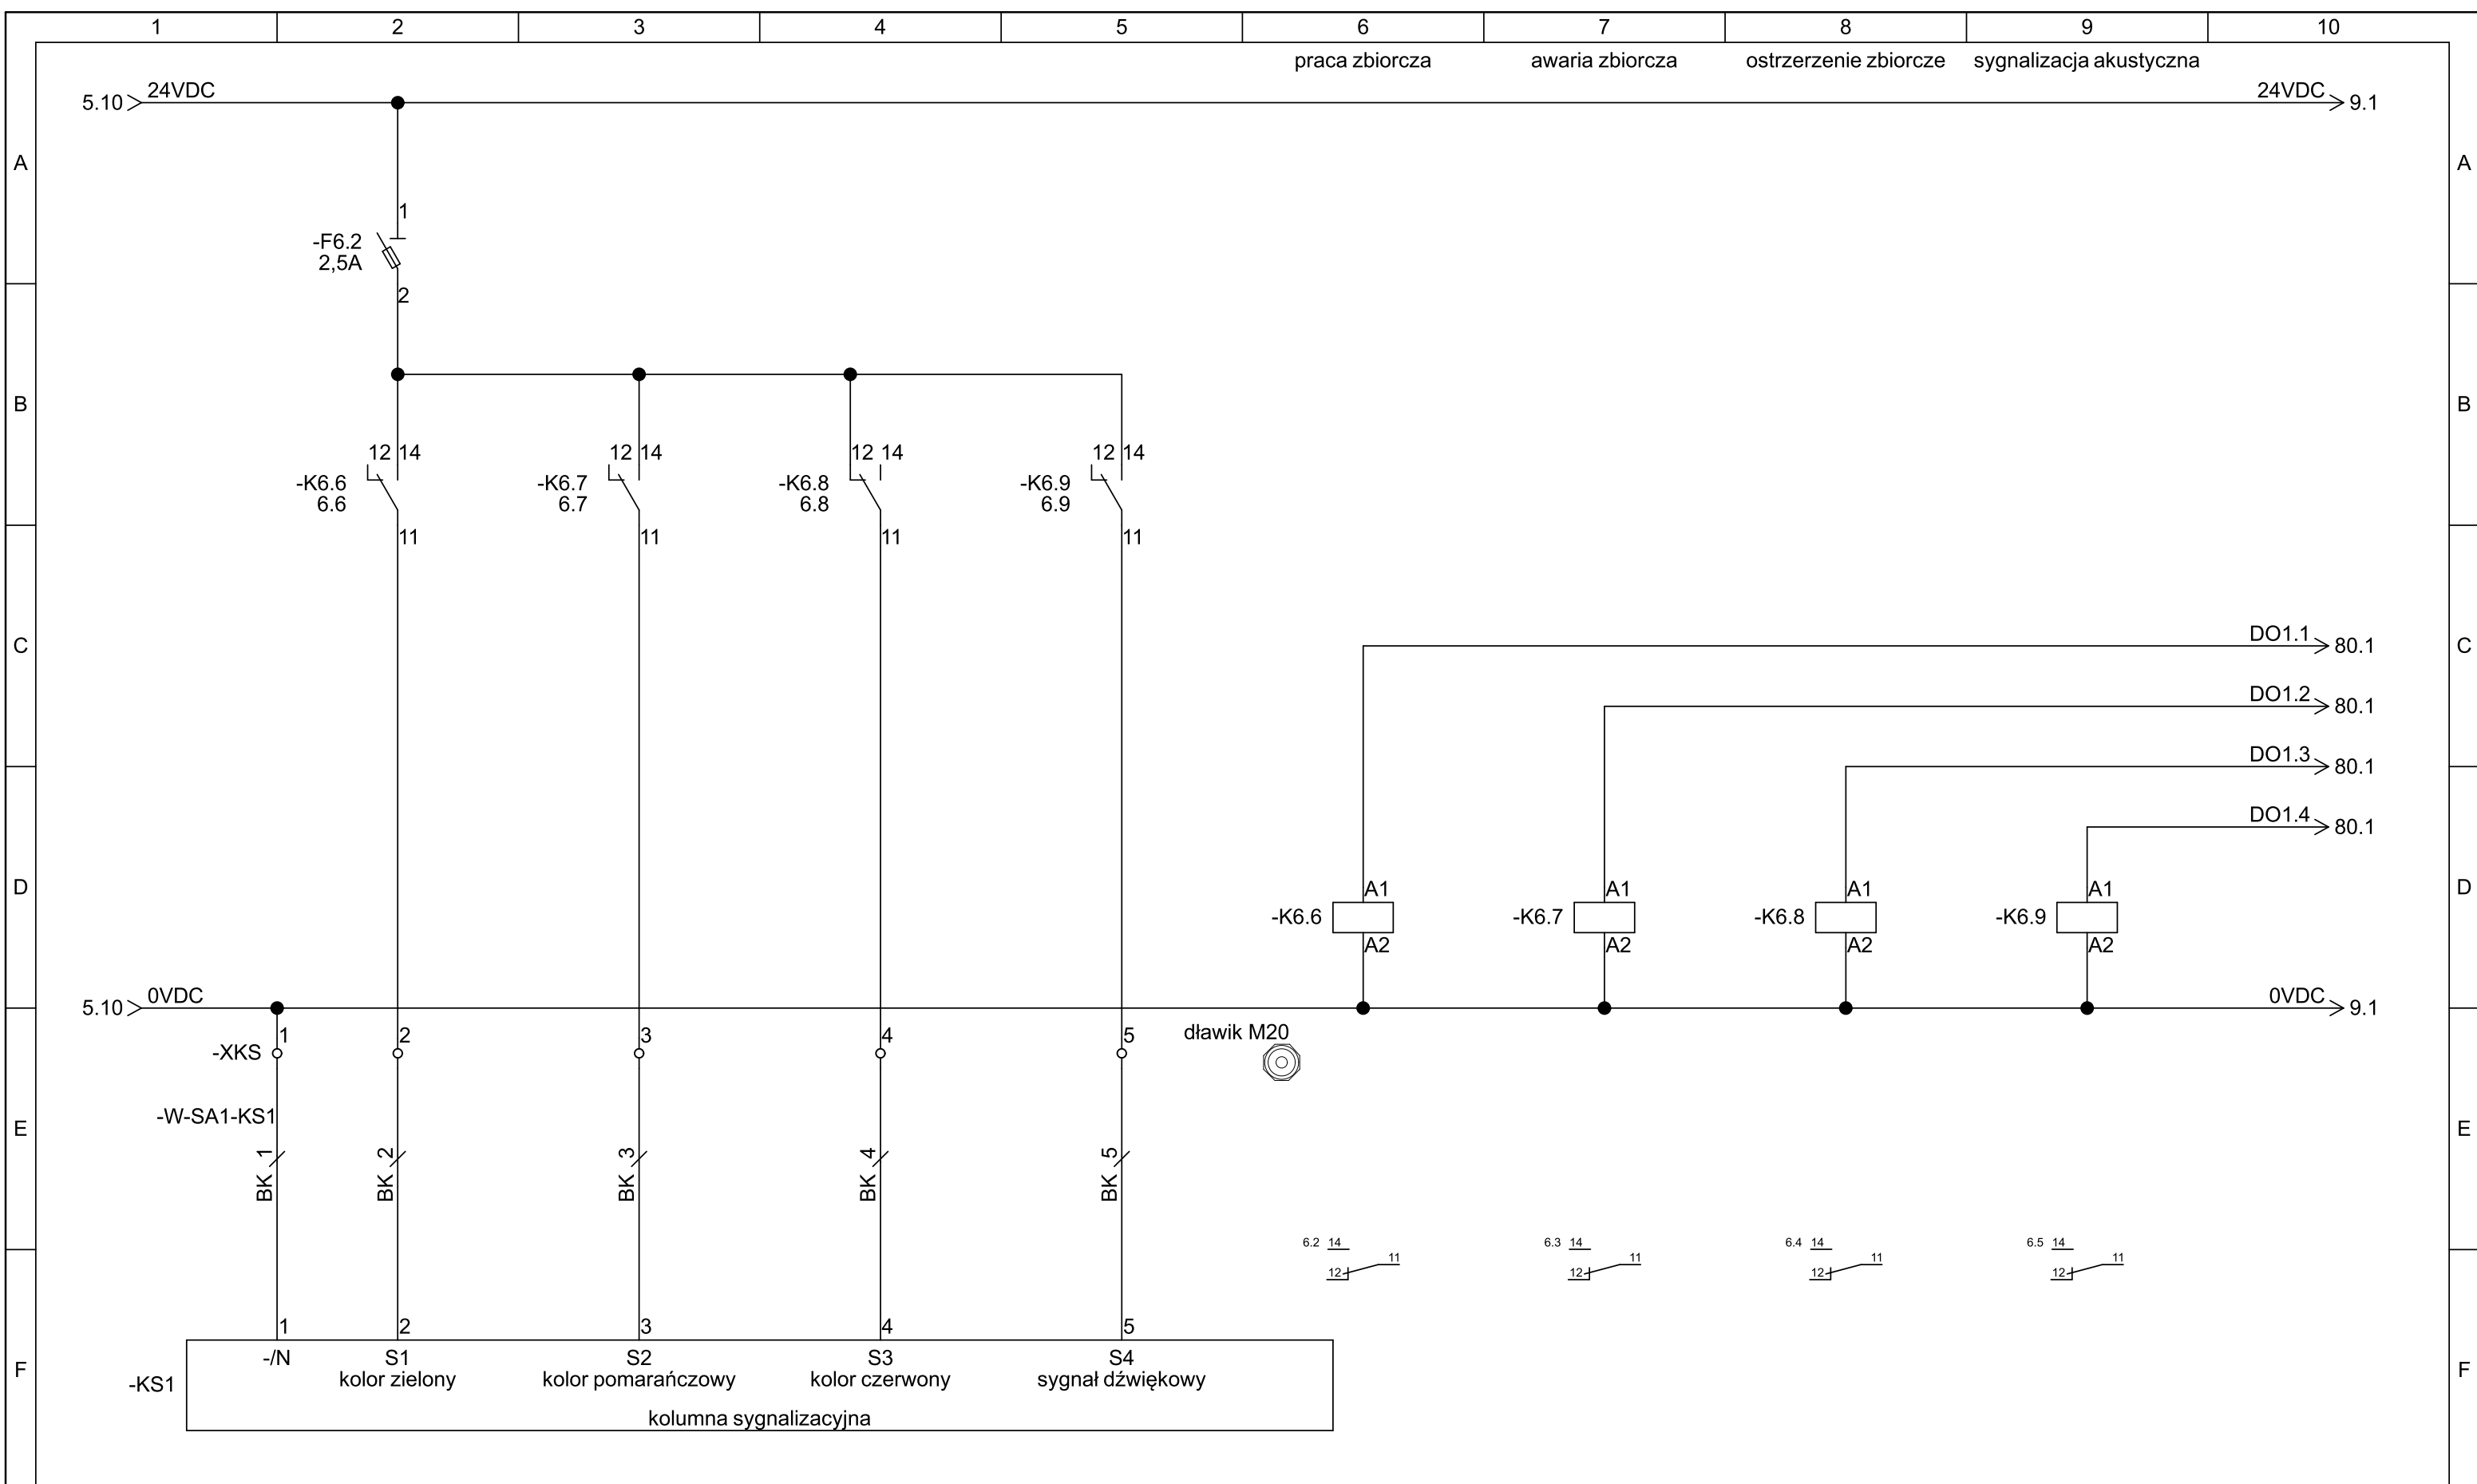 1 2 3 4 5 6 7 8 9 10
praca zbiorcza awaria zbiorcza ostrzerzenie zbiorcze sygnalizacja akustyczna
24VDC 24VDC
5.10 9.1
A A
1
-F6.2
2,5A
2
B B
12 14 12 14 12 14 12 14
-K6.6 -K6.7 -K6.8 -K6.9
6.6 6.7 6.8 6.9
11 11 11 11
DO1.1
C 80.1 C
DO1.2
80.1
DO1.3
80.1
DO1.4
80.1
D A1 A1 A1 A1 D
-K6.6 -K6.7 -K6.8 -K6.9
A2 A2 A2 A2
0VDC 0VDC
5.10 9.1
1 2 3 4 5 dławik M20
-XKS
-W-SA1-KS1
E E
1 2 3 4 5
BK BK BK BK BK
6.2 14 6.3 14 6.4 14 6.5 14
11 11 11 11
12 12 12 12
1 2 3 4 5
-/N S1 S2 S3 S4
F kolor zielony kolor pomarańczowy kolor czerwony sygnał dźwiękowy F
-KS1
kolumna sygnalizacyjna